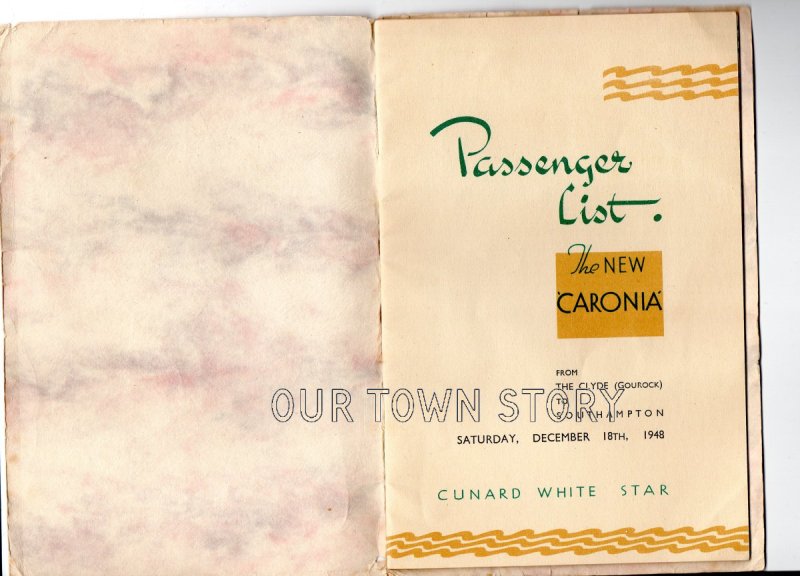 Passenger
List.
The NEW
'CARONIA'
FROM
THE CLYDE (GOUROCK)
TO
SOUTHAMPTON
SATURDAY, DECEMBER 18TH, 1948
CUNARD WHITE STAR
OUR TOWN STORY